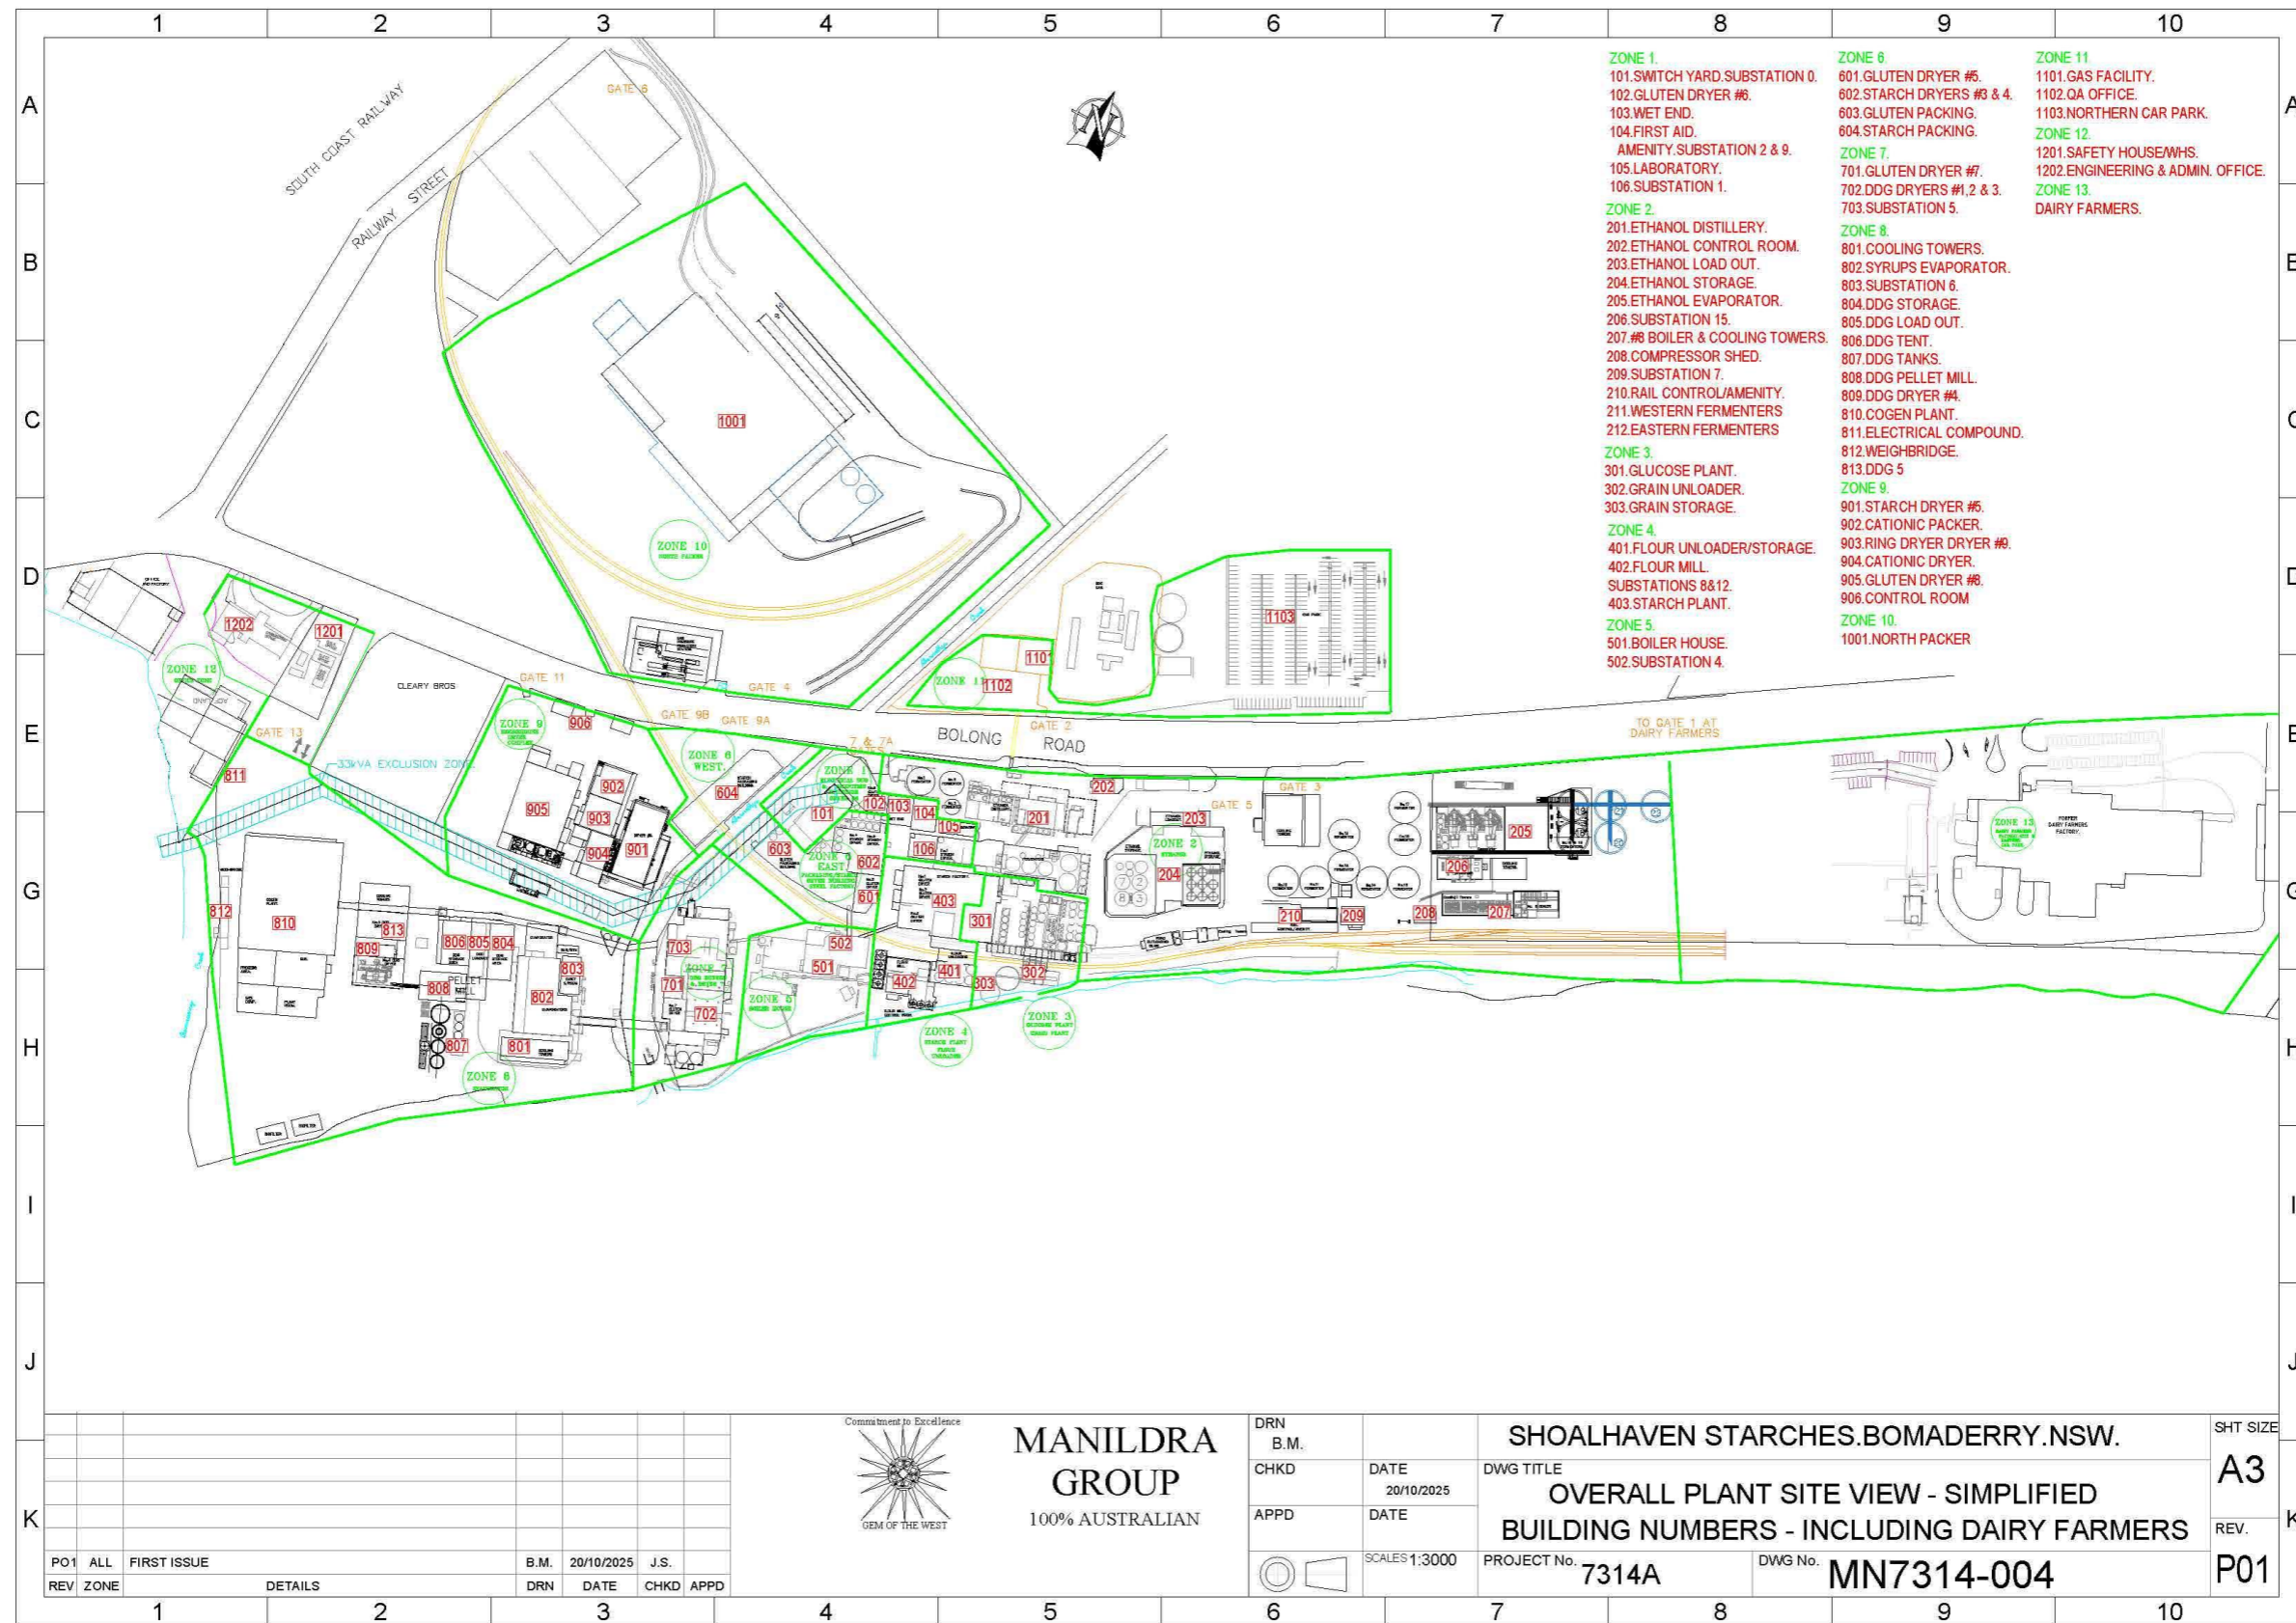 1 2 3 4 5 6 7 8 9 10
A
B
C
D
E
G
H
I
J
K
SOUTH COAST RAILWAY
RAILWAY STREET
GATE 6
N
ZONE 1.
101.SWITCH YARD.SUBSTATION 0.
102.GLUTEN DRYER #6.
103.WET END.
104.FIRST AID.
AMENITY.SUBSTATION 2 & 9.
105.LABORATORY.
106.SUBSTATION 1.
ZONE 2.
201.ETHANOL DISTILLERY.
202.ETHANOL CONTROL ROOM.
203.ETHANOL LOAD OUT.
204.ETHANOL STORAGE.
205.ETHANOL EVAPORATOR.
206.SUBSTATION 15.
207.#8 BOILER & COOLING TOWERS.
208.COMPRESSOR SHED.
209.SUBSTATION 7.
210.RAIL CONTROL/AMENITY.
211.WESTERN FERMENTERS
212.EASTERN FERMENTERS
ZONE 3.
301.GLUCOSE PLANT.
302.GRAIN UNLOADER.
303.GRAIN STORAGE.
ZONE 4.
401.FLOUR UNLOADER/STORAGE.
402.FLOUR MILL.
SUBSTATIONS 8&12.
403.STARCH PLANT.
ZONE 5.
501.BOILER HOUSE.
502.SUBSTATION 4.
ZONE 6.
601.GLUTEN DRYER #5.
602.STARCH DRYERS #3 & 4.
603.GLUTEN PACKING.
604.STARCH PACKING.
ZONE 7.
701.GLUTEN DRYER #7.
702.DDG DRYERS #1,2 & 3.
703.SUBSTATION 5.
ZONE 8.
801.COOLING TOWERS.
802.SYRUPS EVAPORATOR.
803.SUBSTATION 6.
804.DDG STORAGE.
805.DDG LOAD OUT.
806.DDG TENT.
807.DDG TANKS.
808.DDG PELLET MILL.
809.DDG DRYER #4.
810.COGEN PLANT.
811.ELECTRICAL COMPOUND.
812.WEIGHBRIDGE.
813.DDG 5
ZONE 9.
901.STARCH DRYER #5.
902.CATIONIC PACKER.
903.RING DRYER DRYER #9.
904.CATIONIC DRYER.
905.GLUTEN DRYER #8.
906.CONTROL ROOM
ZONE 10.
1001.NORTH PACKER
ZONE 11
1101.GAS FACILITY.
1102.QA OFFICE.
1103.NORTHERN CAR PARK.
ZONE 12.
1201.SAFETY HOUSE/WHS.
1202.ENGINEERING & ADMIN. OFFICE.
ZONE 13.
DAIRY FARMERS.
1001
ZONE 10
1202
1201
1103
1101
1102
ZONE 11
ZONE 12
CLEARY BROS
GATE 13
GATE 11
GATE 4
GATE 9B
GATE 9A
7 & 7A
GATE 2
BOLONG ROAD
TO GATE 1 AT
DAIRY FARMERS
33kVA EXCLUSION ZONE
ZONE 9
906
ZONE 6
WEST.
ZONE 1
811
902
905
903
904
901
604
101
102
103
104
105
106
201
202
203
GATE 5
GATE 3
205
ZONE 13
FORMER
DAIRY FARMERS
FACTORY.
603
ZONE 6
EAST
602
601
ZONE 2
204
206
207
208
209
210
812
810
813
809
806
805
804
803
808
PELLET
MILL
802
801
807
ZONE 8
703
ZONE 7
701
702
502
501
ZONE 5
403
301
402
401
303
302
ZONE 4
ZONE 3
Commitment to Excellence
GEM OF THE WEST
MANILDRA
GROUP
100% AUSTRALIAN
DRN
B.M.
CHKD
DATE
20/10/2025
APPD
DATE
SCALES 1:3000
SHOALHAVEN STARCHES.BOMADERRY.NSW.
DWG TITLE
OVERALL PLANT SITE VIEW - SIMPLIFIED
BUILDING NUMBERS - INCLUDING DAIRY FARMERS
PROJECT No. 7314A
DWG No. MN7314-004
SHT SIZE
A3
REV.
P01
PO1 ALL FIRST ISSUE B.M. 20/10/2025 J.S.
REV ZONE DETAILS DRN DATE CHKD APPD
1 2 3 4 5 6 7 8 9 10